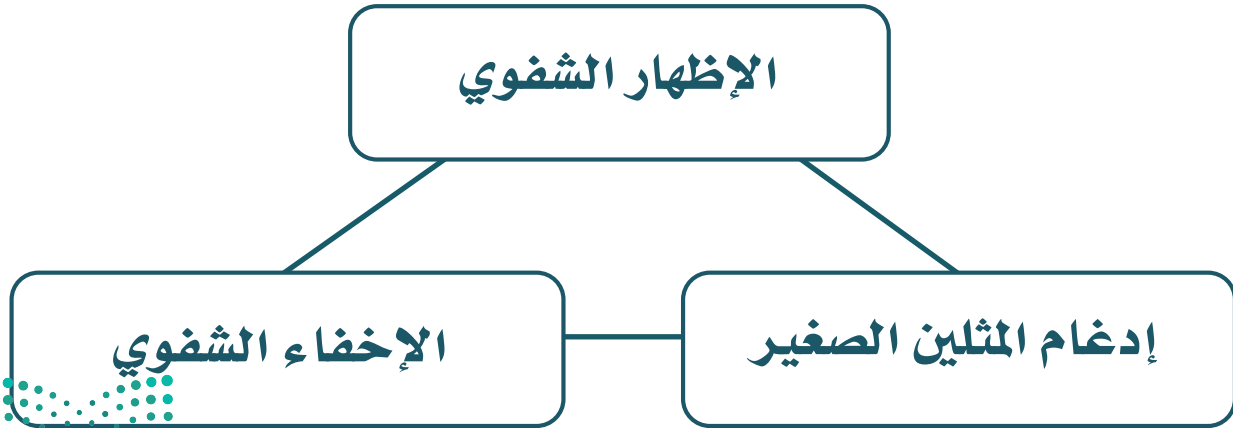 الإظهار الشفوي
إدغام المثلين الصغير
الإخفاء الشفوي